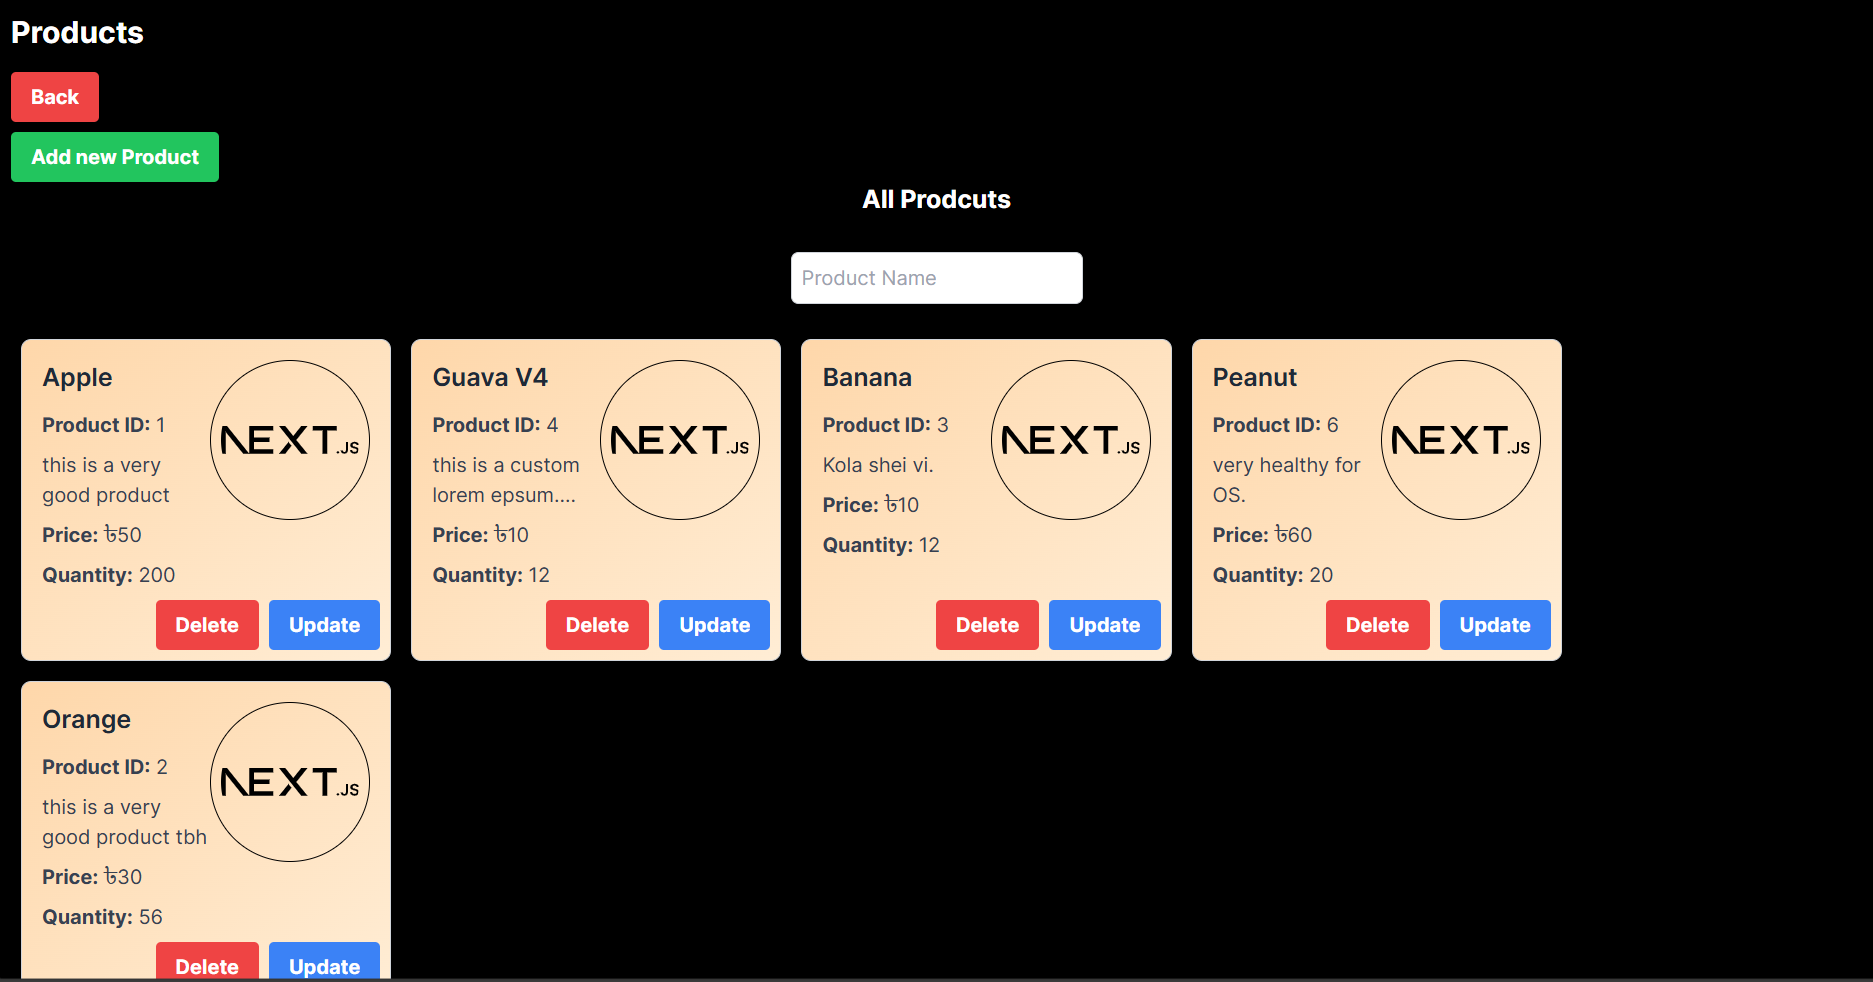 Products
Back
Add new Product
All Prodcuts
Product Name
Apple
Product ID: 1
this is a very
good product
Price: ৳50
Quantity: 200
NEXT.JS
Delete
Update
Guava V4
Product ID: 4
this is a custom
lorem epsum....
Price: ৳10
Quantity: 12
NEXT.JS
Delete
Update
Banana
Product ID: 3
Kola shei vi.
Price: ৳10
Quantity: 12
NEXT.JS
Delete
Update
Peanut
Product ID: 6
very healthy for
OS.
Price: ৳60
Quantity: 20
NEXT.JS
Delete
Update
Orange
Product ID: 2
this is a very
good product tbh
Price: ৳30
Quantity: 56
NEXT.JS
Delete
Update